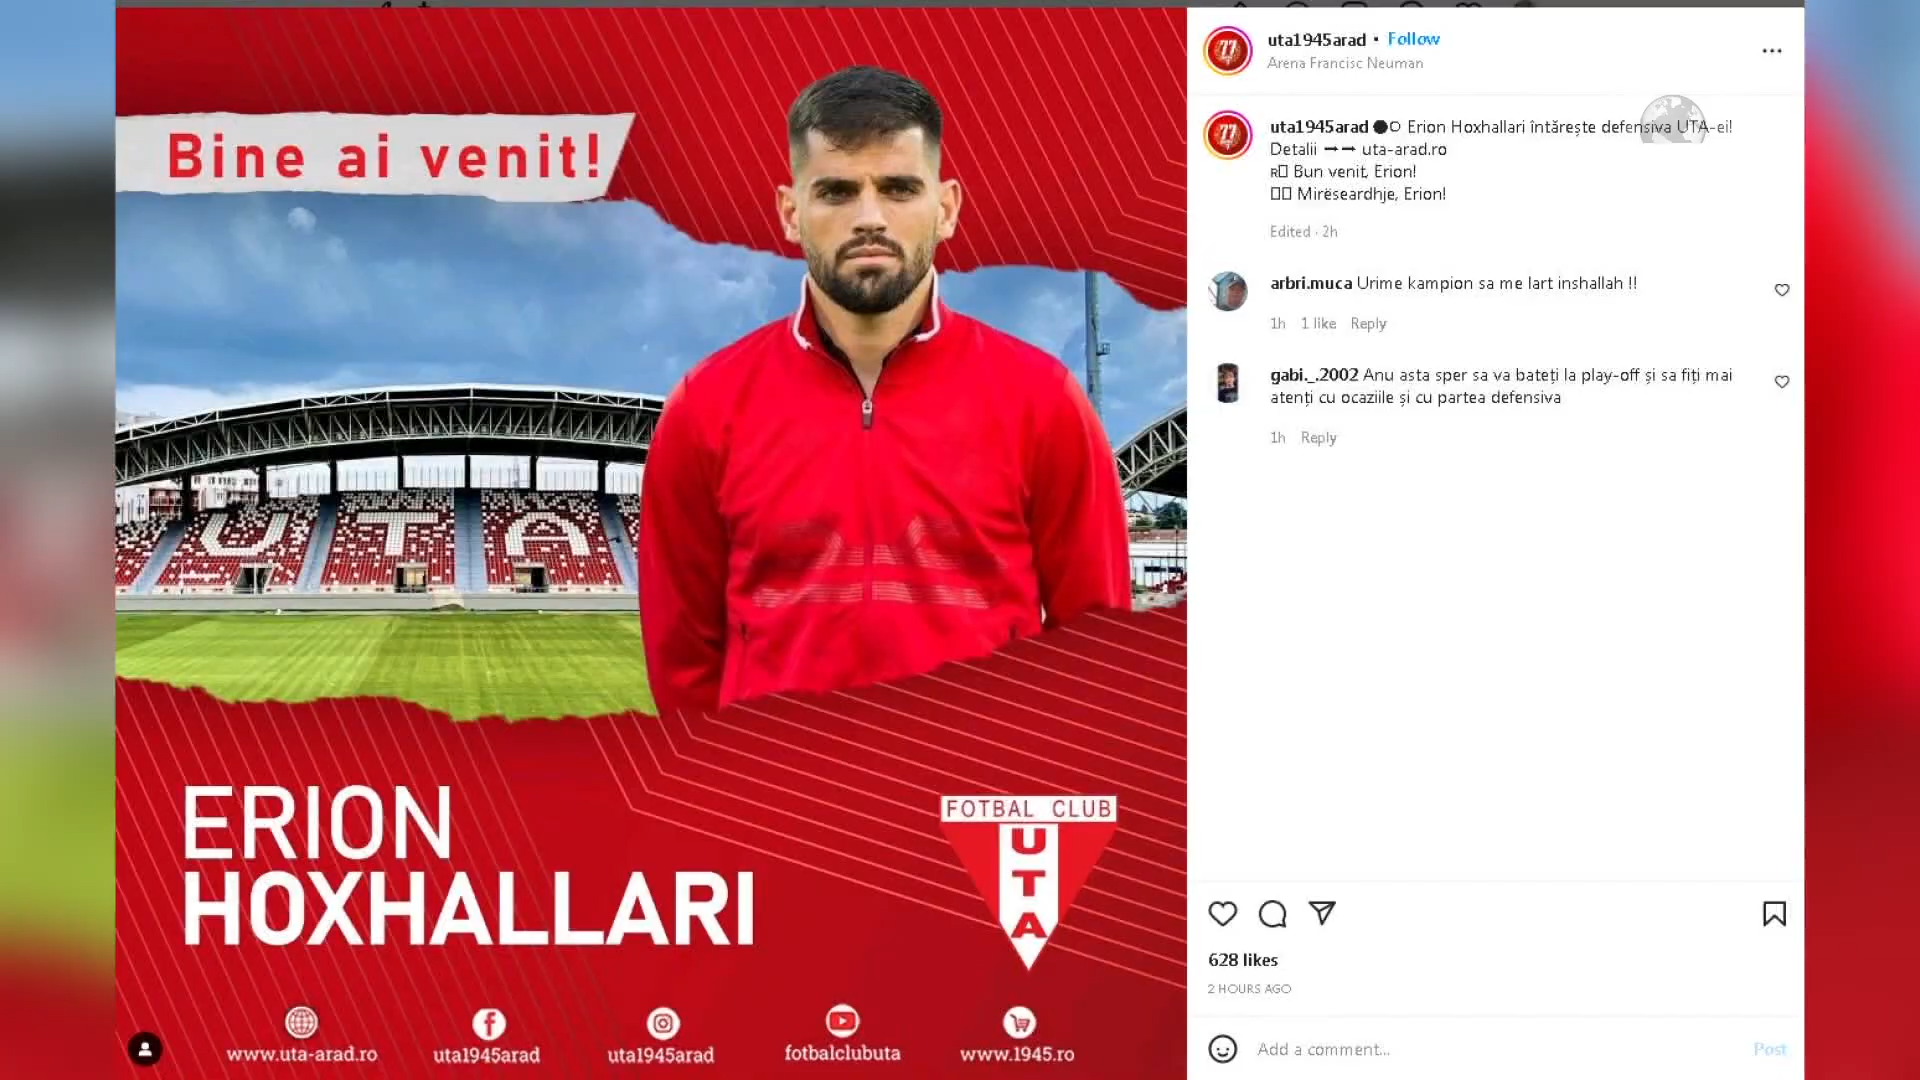 Bine ai venit!
UTA
ERION
HOXHALLARI
FOTBAL CLUB
UTA
www.uta-arad.ro
uta1945arad
uta1945arad
fotbalclubuta
www.1945.ro
uta1945arad • Follow
Arena Francisc Neuman
uta1945arad Erion Hoxhallari întărește defensiva UTA-ei!
Detalii uta-arad.ro
Bun venit, Erion!
Mirëseardhje, Erion!
Edited · 2h
arbri.muca Urime kampion sa me lart inshallah !!
1h 1 like Reply
gabi._.2002 Anu asta sper sa va bateți la play-off și sa fiți mai
atenți cu ocaziile și cu partea defensiva
1h Reply
628 likes
2 HOURS AGO
Add a comment... Post